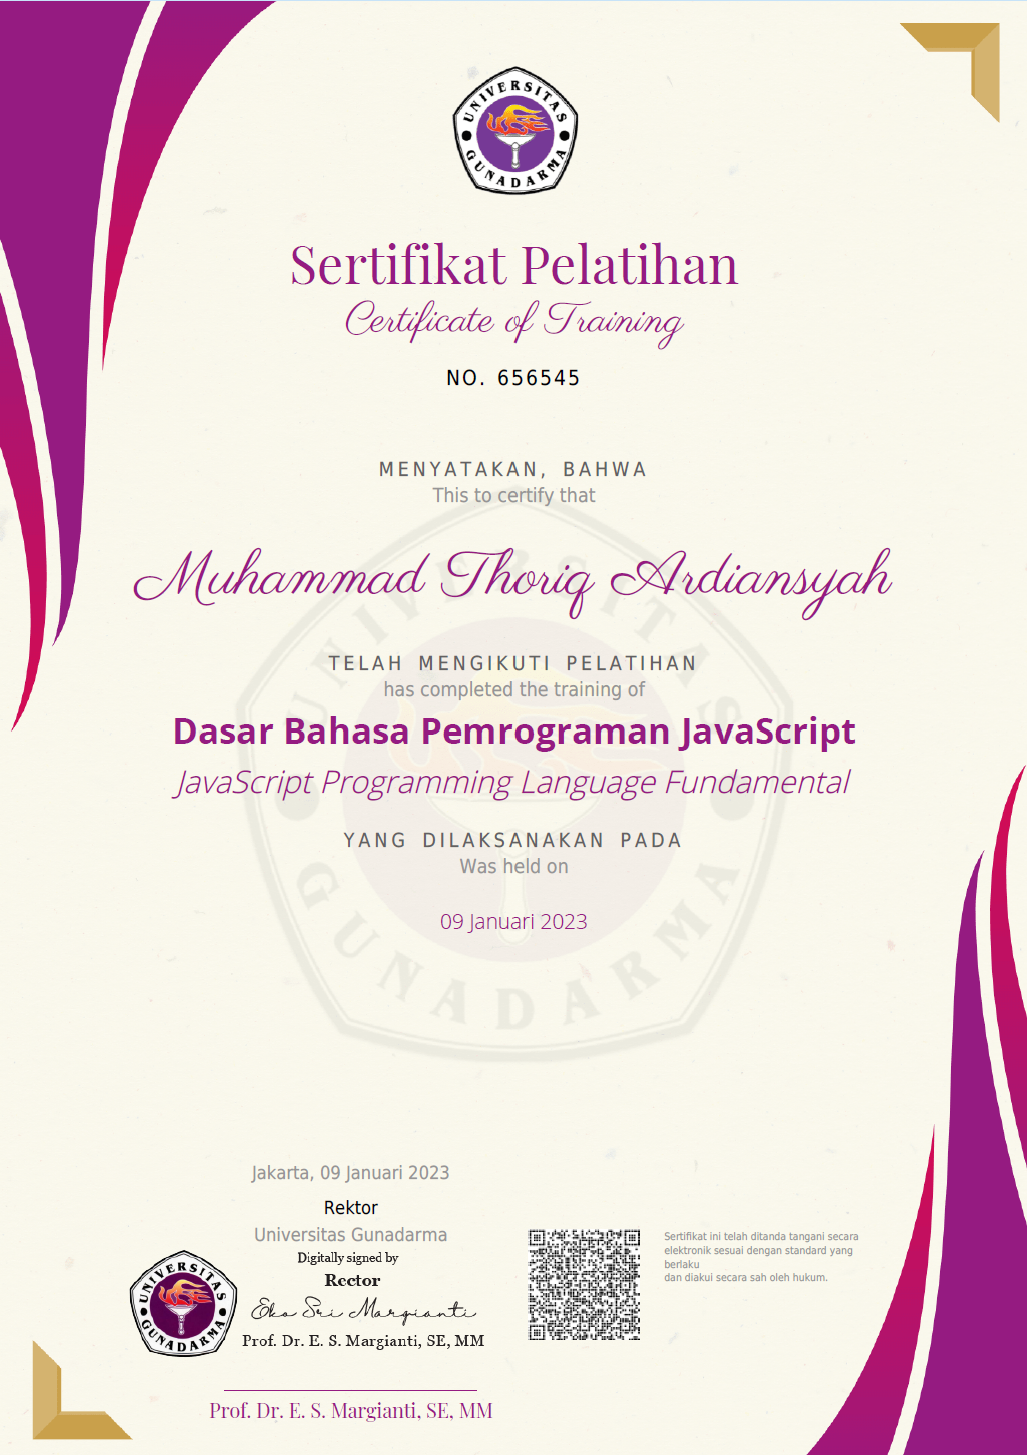 UNIVERSITAS
GUNADARMA
Sertifikat Pelatihan
Certificate of Training
NO. 656545
MENYATAKAN, BAHWA
This to certify that
Muhammad Thoriq Ardiansyah
TELAH MENGIKUTI PELATIHAN
has completed the training of
Dasar Bahasa Pemrograman JavaScript
JavaScript Programming Language Fundamental
YANG DILAKSANAKAN PADA
Was held on
09 Januari 2023
UNIVERSITAS
GUNADARMA
Jakarta, 09 Januari 2023
Rektor
Universitas Gunadarma
Digitally signed by
Rector
Eko Sri Margianti
Prof. Dr. E. S. Margianti, SE, MM
UNIVERSITAS
GUNADARMA
Prof. Dr. E. S. Margianti, SE, MM
Sertifikat ini telah ditanda tangani secara
elektronik sesuai dengan standard yang
berlaku
dan diakui secara sah oleh hukum.